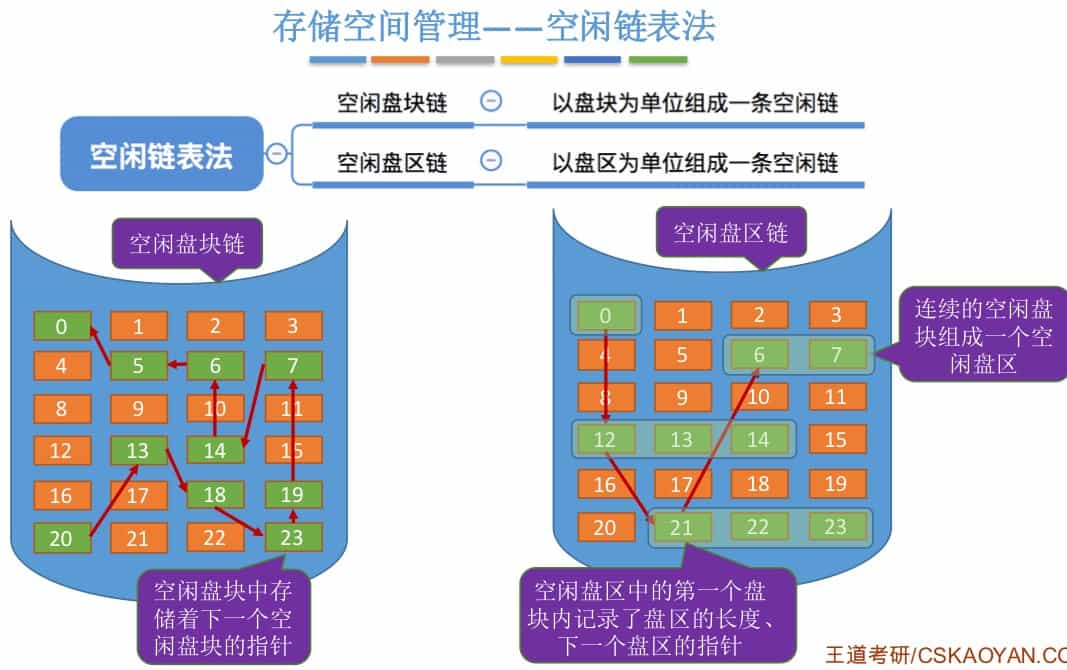 存储空间管理——空闲链表法
空闲链表法
空闲盘块链
以盘块为单位组成一条空闲链
空闲盘区链
以盘区为单位组成一条空闲链
空闲盘块链
0 1 2 3
4 5 6 7
8 9 10 11
12 13 14 15
16 17 18 19
20 21 22 23
空闲盘块中存
储着下一个空
闲盘块的指针
空闲盘区链
0 1 2 3
4 5 6 7
8 9 10 11
12 13 14 15
16 17 18 19
20 21 22 23
连续的空闲盘
块组成一个空
闲盘区
空闲盘区中的第一个盘
块内记录了盘区的长度、
下一个盘区的指针
王道考研/CSKAOYAN.CO